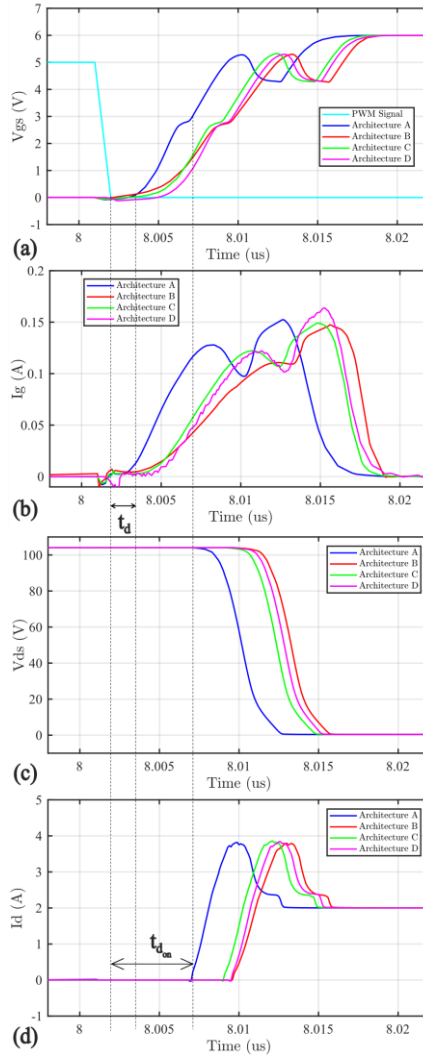 6
5
4
3
2
1
0
-1
Vgs (V)
PWM Signal
Architecture A
Architecture B
Architecture C
Architecture D
8
8.005
8.01
8.015
8.02
Time (us)
(a)
0.2
0.15
0.1
0.05
0
Ig (A)
Architecture A
Architecture B
Architecture C
Architecture D
8
8.005
8.01
8.015
8.02
Time (us)
(b)
td
100
80
60
40
20
0
Vds (V)
Architecture A
Architecture B
Architecture C
Architecture D
8
8.005
8.01
8.015
8.02
Time (us)
(c)
5
4
3
2
1
0
-1
Id (A)
Architecture A
Architecture B
Architecture C
Architecture D
tdon
8
8.005
8.01
8.015
8.02
Time (us)
(d)